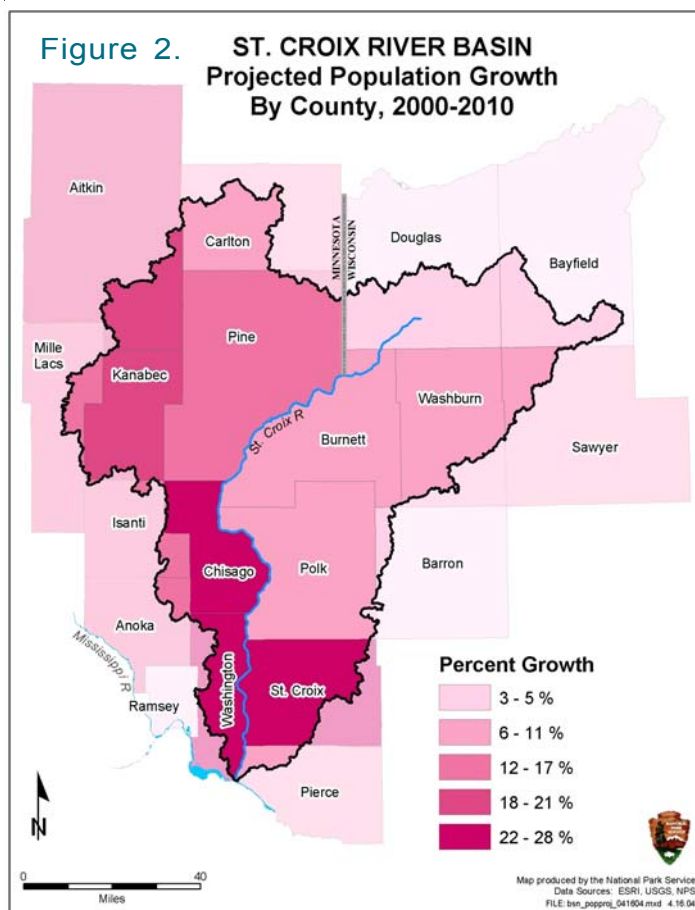 Figure 2.
ST. CROIX RIVER BASIN
Projected Population Growth
By County, 2000-2010
Aitkin
Carlton
MINNESOTA
WISCONSIN
Douglas
Bayfield
Mille
Lacs
Pine
Kanabec
Washburn
St. Croix R
Burnett
Sawyer
Isanti
Chisago
Polk
Barron
Anoka
Mississippi R
Washington
St. Croix
Ramsey
Pierce
Percent Growth
3 - 5 %
6 - 11 %
12 - 17 %
18 - 21 %
22 - 28 %
N
0
40
Miles
Map produced by the National Park Service
Data Sources: ESRI, USGS, NPS
FILE: bsn_popproj_041604.mxd 4.16.04